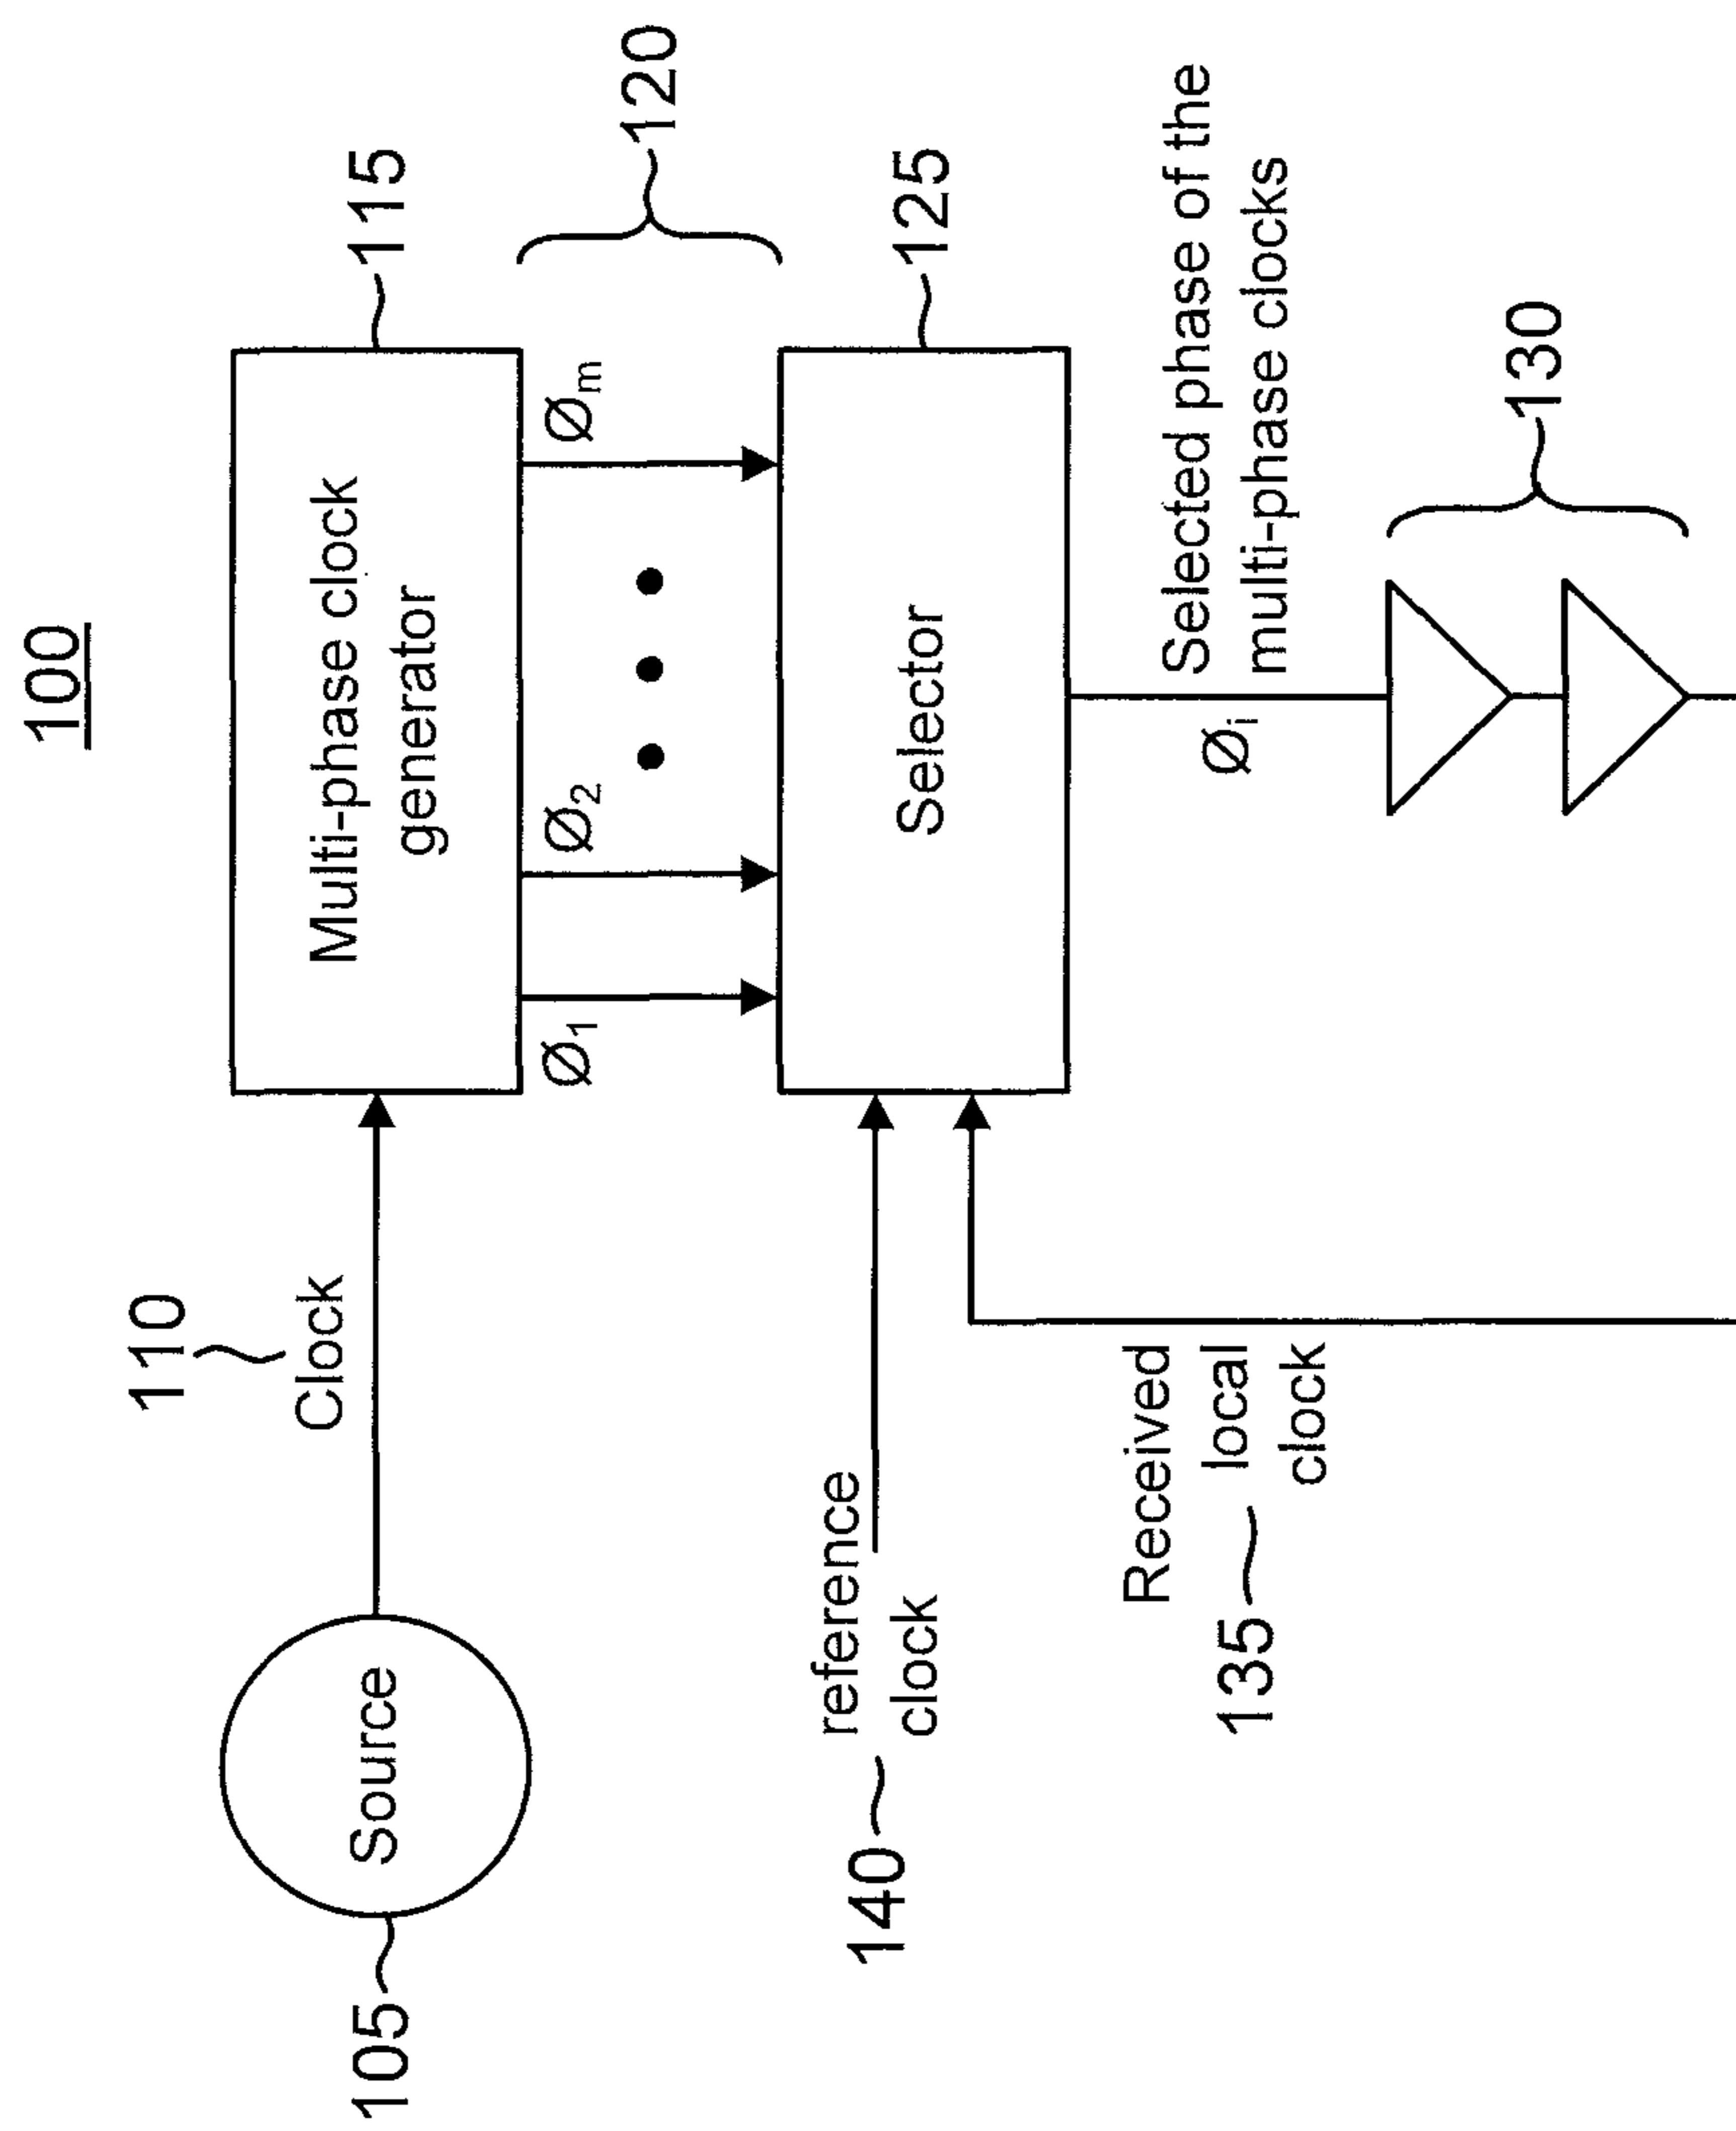 100
110
Clock
105
Source
Multi-phase clock
generator
115
Ø1
Ø2
Øm
120
140
reference
clock
Selector
125
Received
local
clock
135
Øi
Selected phase of the
multi-phase clocks
130